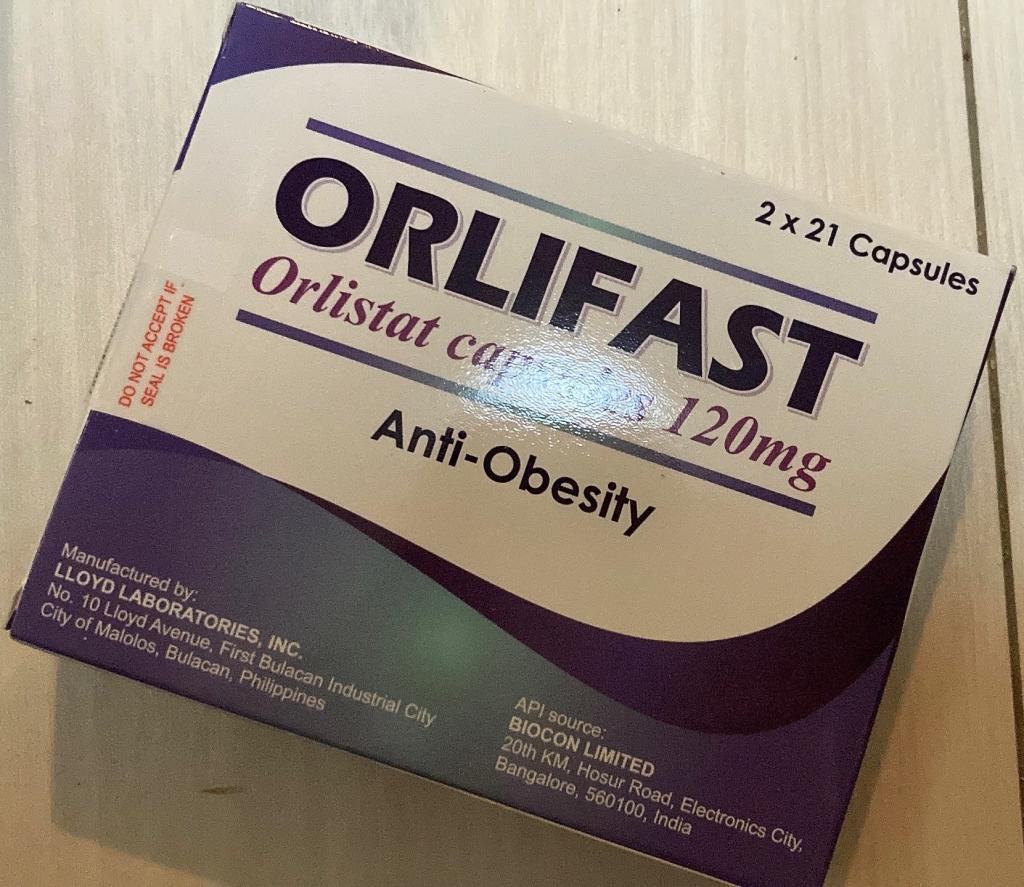 2 x 21 Capsules
ORLIFAST
Orlistat capsules 120mg
Anti-Obesity
DO NOT ACCEPT IF
SEAL IS BROKEN
Manufactured by:
LLOYD LABORATORIES, INC.
No. 10 Lloyd Avenue, First Bulacan Industrial City
City of Malolos, Bulacan, Philippines
API source:
BIOCON LIMITED
20th KM, Hosur Road, Electronics City,
Bangalore, 560100, India